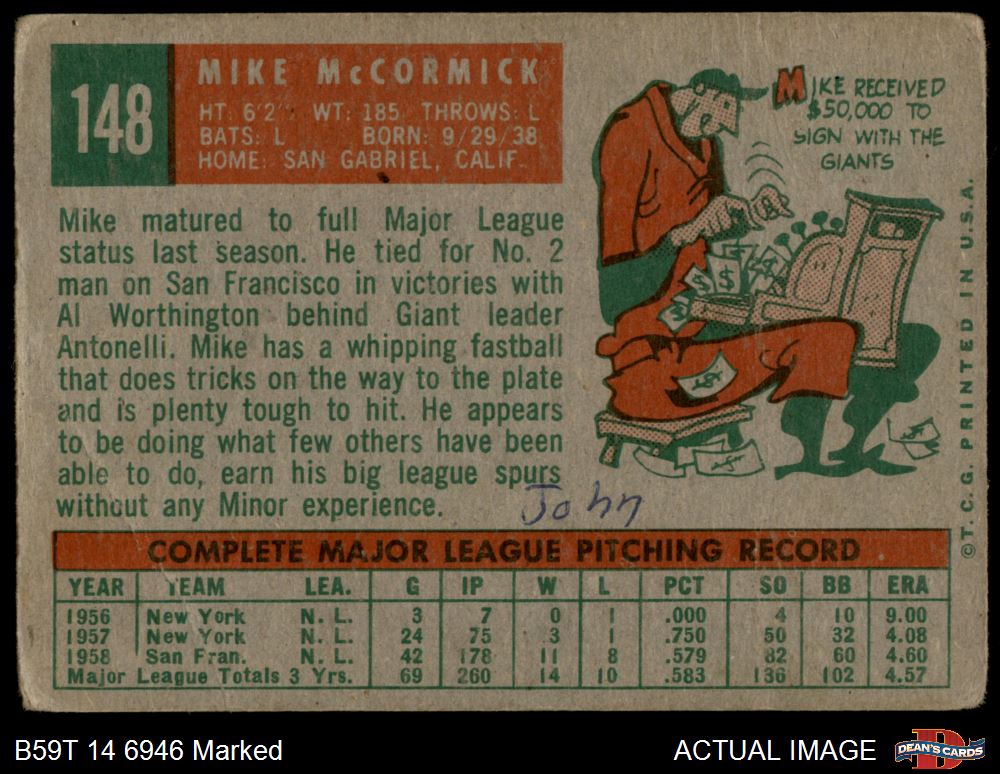 148
MIKE McCORMICK
HT: 6'2" WT: 185 THROWS: L
BATS: L BORN: 9/29/38
HOME: SAN GABRIEL, CALIF.
MIKE RECEIVED
$50,000 TO
SIGN WITH THE
GIANTS
Mike matured to full Major League
status last season. He tied for No. 2
man on San Francisco in victories with
Al Worthington behind Giant leader
Antonelli. Mike has a whipping fastball
that does tricks on the way to the plate
and is plenty tough to hit. He appears
to be doing what few others have been
able to do, earn his big league spurs
without any Minor experience.
John
©T.C.G. PRINTED IN U.S.A.
COMPLETE MAJOR LEAGUE PITCHING RECORD
YEAR TEAM LEA. G IP W L PCT SO BB ERA
1956 New York N. L. 3 7 0 1 .000 4 10 9.00
1957 New York N. L. 24 75 3 1 .750 50 32 4.08
1958 San Fran. N. L. 42 178 11 8 .579 82 60 4.60
Major League Totals 3 Yrs. 69 260 14 10 .583 136 102 4.57
B59T 14 6946 Marked
ACTUAL IMAGE
D
DEAN'S CARDS